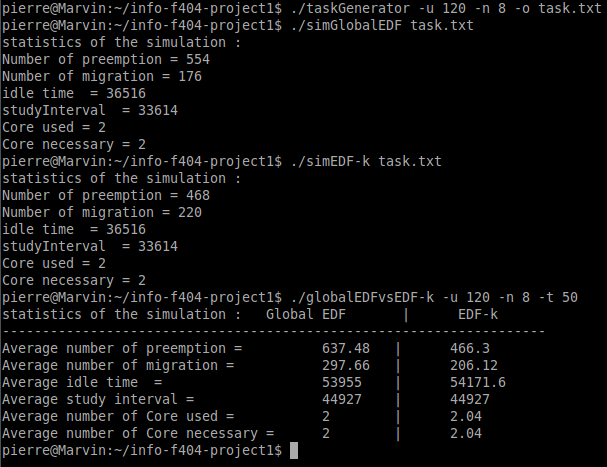 pierre@Marvin:~/info-f404-project1$ ./taskGenerator -u 120 -n 8 -o task.txt
pierre@Marvin:~/info-f404-project1$ ./simGlobalEDF task.txt
statistics of the simulation :
Number of preemption = 554
Number of migration = 176
idle time  = 36516
studyInterval  = 33614
Core used = 2
Core necessary = 2
pierre@Marvin:~/info-f404-project1$ ./simEDF-k task.txt
statistics of the simulation :
Number of preemption = 468
Number of migration = 220
idle time  = 36516
studyInterval  = 33614
Core used = 2
Core necessary = 2
pierre@Marvin:~/info-f404-project1$ ./globalEDFvsEDF-k -u 120 -n 8 -t 50
statistics of the simulation :   Global EDF       |      EDF-k
--------------------------------------------------------------------
Average number of preemption =          637.48   |      466.3
Average number of migration =           297.66   |      206.12
Average idle time  =                    53955    |      54171.6
Average study interval =                44927    |      44927
Average number of Core used =           2        |      2.04
Average number of Core necessary =      2        |      2.04
pierre@Marvin:~/info-f404-project1$